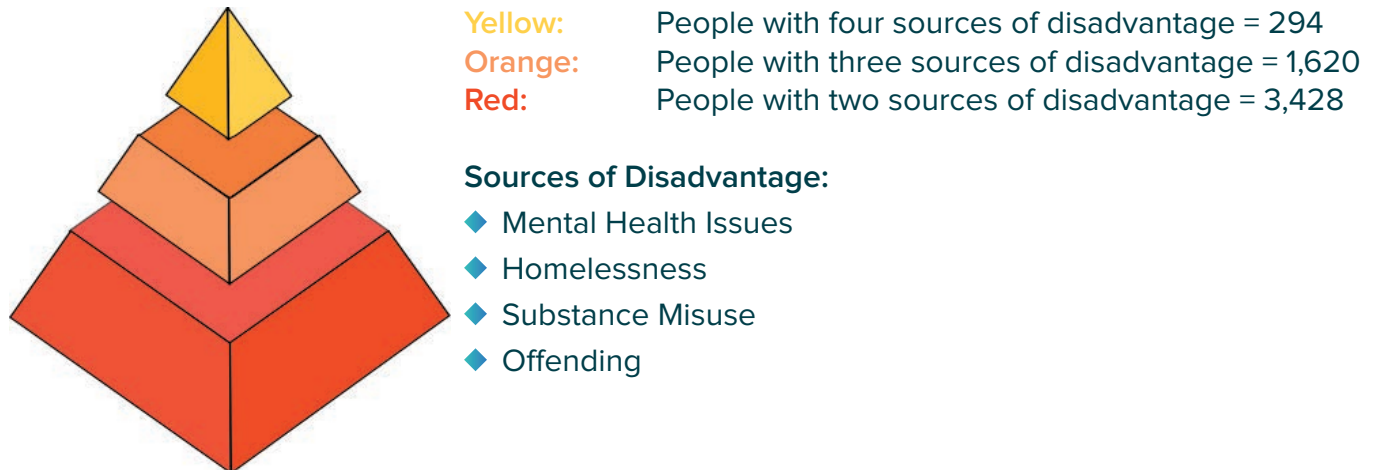 Yellow: People with four sources of disadvantage = 294
Orange: People with three sources of disadvantage = 1,620
Red: People with two sources of disadvantage = 3,428
Sources of Disadvantage:
Mental Health Issues
Homelessness
Substance Misuse
Offending